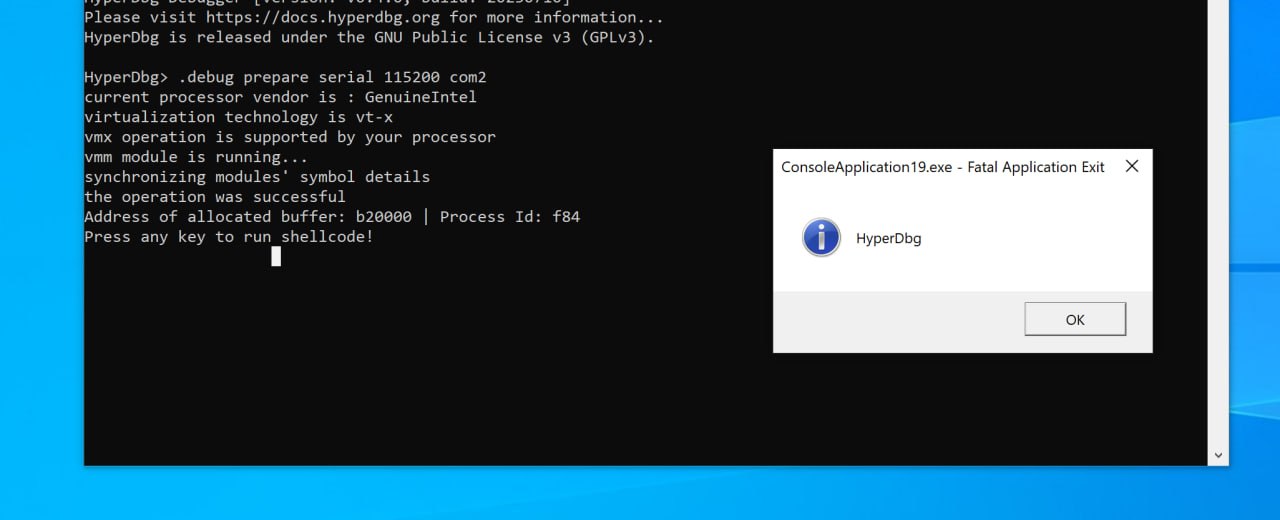 Please visit https://docs.hyperdbg.org for more information...
HyperDbg is released under the GNU Public License v3 (GPLv3).
HyperDbg> .debug prepare serial 115200 com2
current processor vendor is : GenuineIntel
virtualization technology is vt-x
vmx operation is supported by your processor
vmm module is running...
synchronizing modules' symbol details
the operation was successful
Address of allocated buffer: b20000 | Process Id: f84
Press any key to run shellcode!
ConsoleApplication19.exe - Fatal Application Exit
HyperDbg
OK